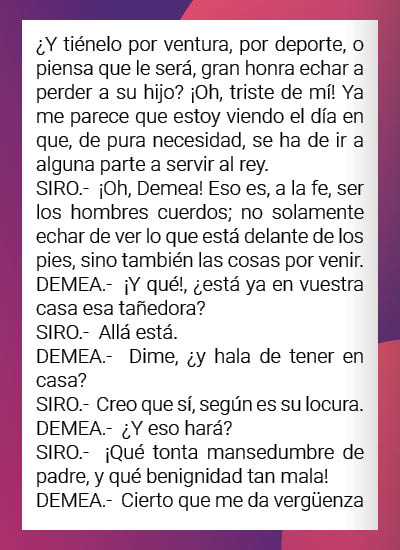 ¿Y tiénelo por ventura, por deporte, o
piensa que le será, gran honra echar a
perder a su hijo? ¡Oh, triste de mí! Ya
me parece que estoy viendo el día en
que, de pura necesidad, se ha de ir a
alguna parte a servir al rey.
SIRO.- ¡Oh, Demea! Eso es, a la fe, ser
los hombres cuerdos; no solamente
echar de ver lo que está delante de los
pies, sino también las cosas por venir.
DEMEA.- ¡Y qué!, ¿está ya en vuestra
casa esa tañedora?
SIRO.- Allá está.
DEMEA.- Dime, ¿y hala de tener en
casa?
SIRO.- Creo que sí, según es su locura.
DEMEA.- ¿Y eso hará?
SIRO.- ¡Qué tonta mansedumbre de
padre, y qué benignidad tan mala!
DEMEA.- Cierto que me da vergüenza